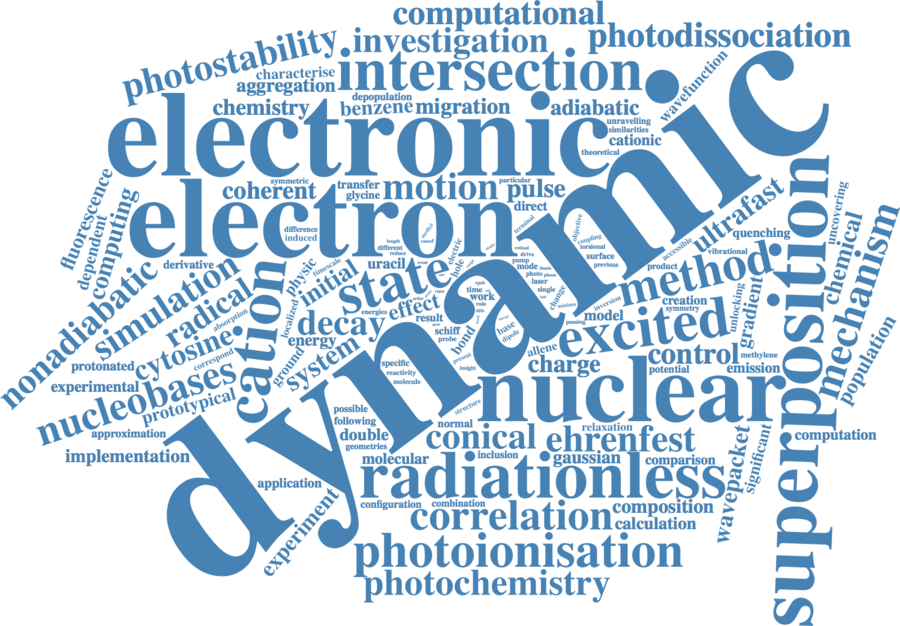 computational
photodissociation
investigation
photostability
characterise
aggregation
intersection
wavefunction
depopulation
chemistry
benzene
migration
adiabatic
unravelling
similarities
cationic
theoretical
electronic
dynamic
symmetric
particular
coherent
transfer
glycine
motion
pulse
direct
fluorescence
dependent
computing
electron
difference
induced
terminal
objective
coupling
torsional
surface
previous
accessible
ultrafast
quenching
vibrational
uncovering
chemical
mechanism
superposition
nonadiabatic
derivative
simulation
physic
timescale
localized
initial
uracil
state
length
different
reduce
electric
hole
retinal
drive
pump
mode
photo
laser
single
change
product
method
creation
symmetry
unlocking
gradient
population
radical
absorption
cation
energies
effect
result
time
work
schiff
probe
bond
base
dipole
inversion
model
passing
excited
protonated
cytosine
correspond
experimental
nucleobases
prototypical
decay
energy
ground
system
specific
reactivity
molecule
present
insight
allene
charge
control
potential
methylene
emission
approximation
implementation
structure
nuclear
possible
following
double
geometries
normal
conical
relaxation
ehrenfest
computation
molecular
inclusion
gaussian
comparison
wavepacket
significant
application
experiment
radiationless
configuration
combination
composition
correlation
calculation
photoionisation
photochemistry